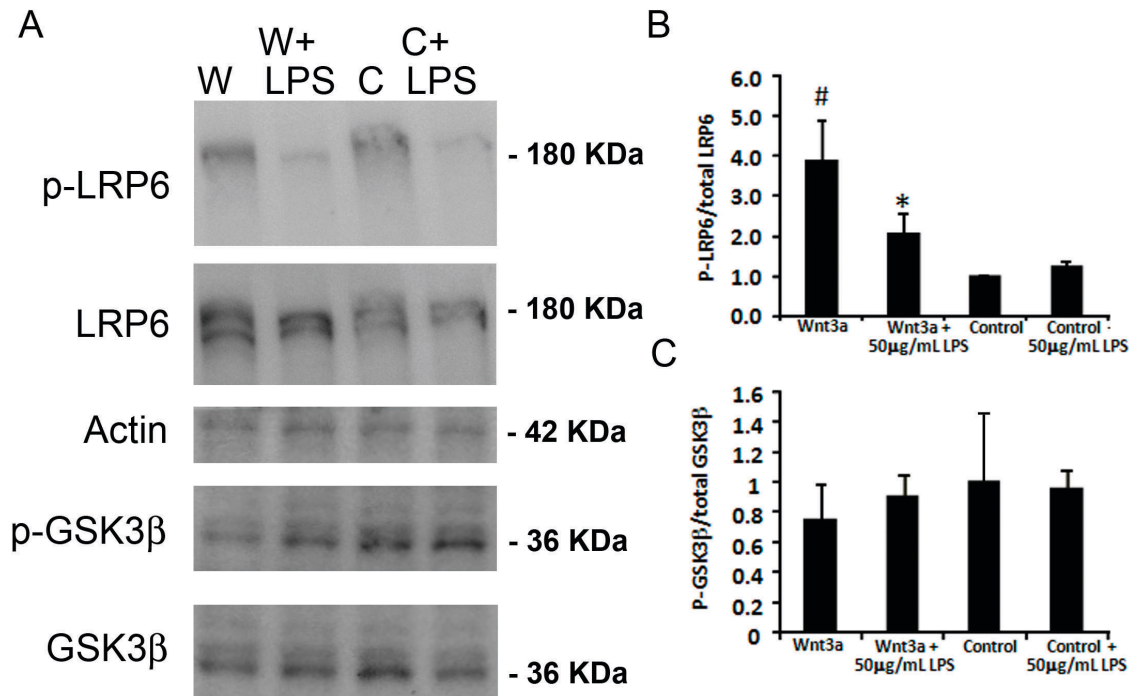 A
W
W+
LPS
C
C+
LPS
p-LRP6
- 180 KDa
LRP6
- 180 KDa
Actin
- 42 KDa
p-GSK3β
- 36 KDa
GSK3β
- 36 KDa
B
P-LRP6/total LRP6
6.0
5.0
4.0
3.0
2.0
1.0
0.0
#
*
Wnt3a
Wnt3a +
50µg/mL LPS
Control
Control -
50µg/mL LPS
C
P-GSK3β/total GSK3β
1.6
1.4
1.2
1
0.8
0.6
0.4
0.2
0
Wnt3a
Wnt3a +
50µg/mL LPS
Control
Control +
50µg/mL LPS